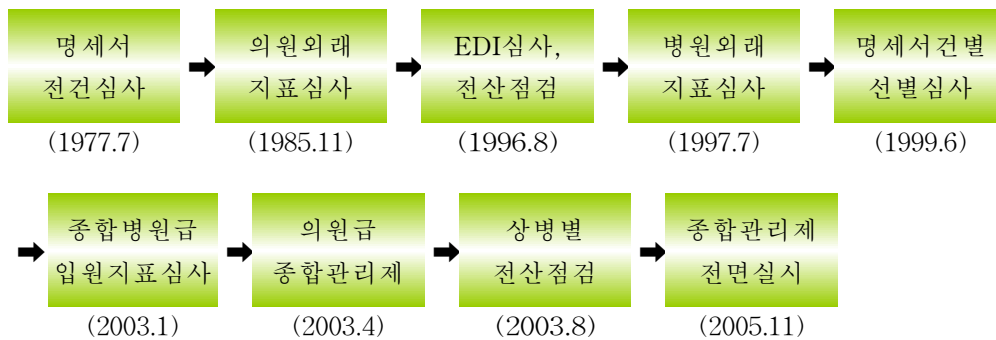 명세서 의원외래 EDI심사, 병원외래 명세서건별
전건심사 지표심사 전산점검 지표심사 선별심사
(1977.7) (1985.11) (1996.8) (1997.7) (1999.6)
종합병원급 의원급 상병별 종합관리제
입원지표심사 종합관리제 전산점검 전면실시
(2003.1) (2003.4) (2003.8) (2005.11)